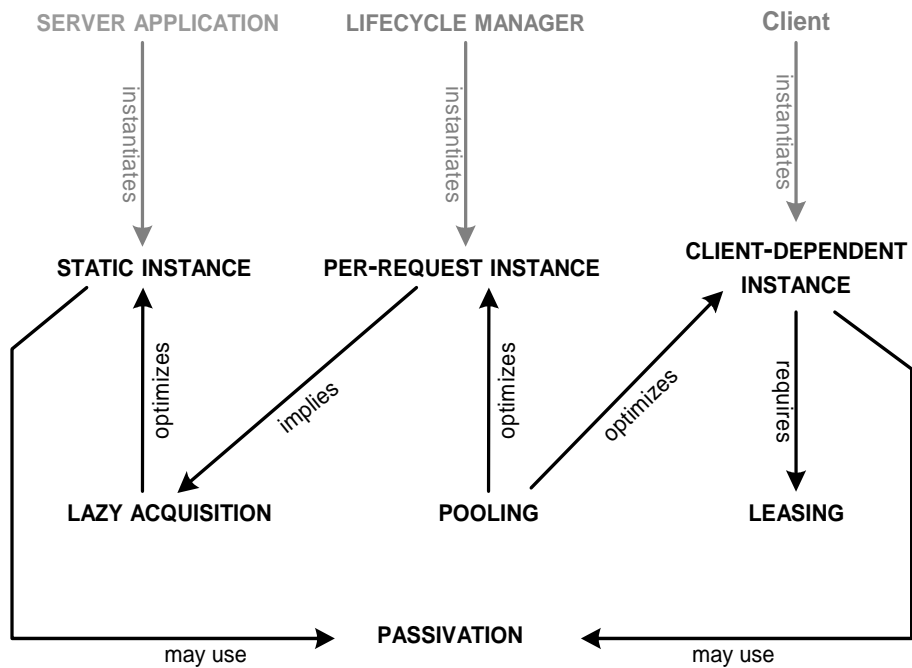 SERVER APPLICATION
LIFECYCLE MANAGER
Client
instantiates
instantiates
instantiates
STATIC INSTANCE
PER-REQUEST INSTANCE
CLIENT-DEPENDENT
INSTANCE
optimizes
implies
optimizes
optimizes
requires
LAZY ACQUISITION
POOLING
LEASING
PASSIVATION
may use
may use